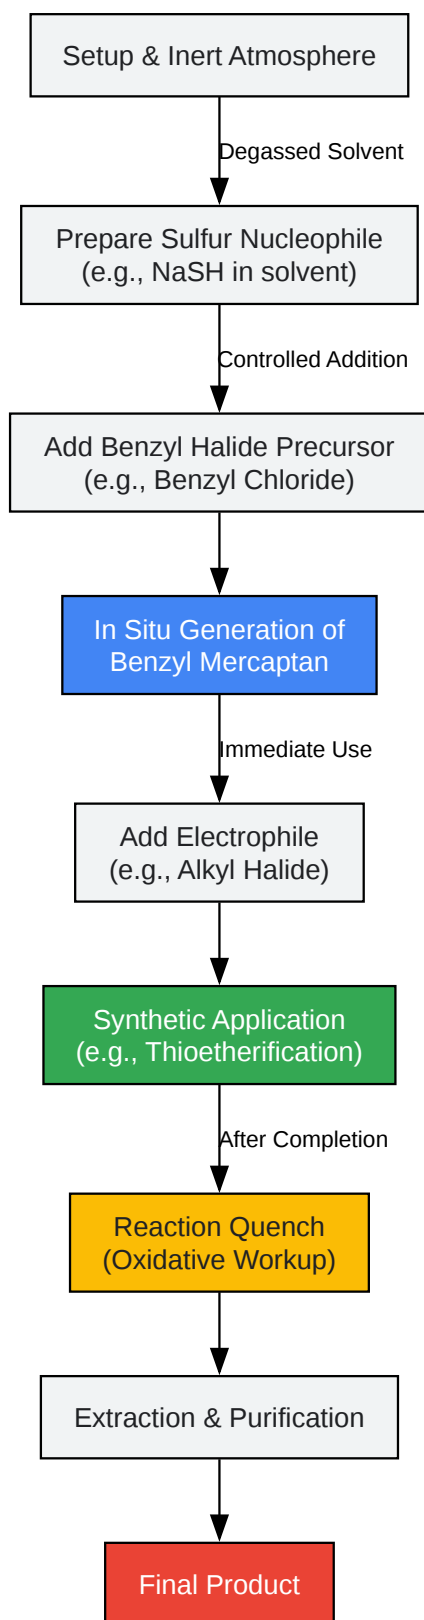 Setup & Inert Atmosphere
Degassed Solvent
Prepare Sulfur Nucleophile
(e.g., NaSH in solvent)
Controlled Addition
Add Benzyl Halide Precursor
(e.g., Benzyl Chloride)
In Situ Generation of
Benzyl Mercaptan
Immediate Use
Add Electrophile
(e.g., Alkyl Halide)
Synthetic Application
(e.g., Thioetherification)
After Completion
Reaction Quench
(Oxidative Workup)
Extraction & Purification
Final Product